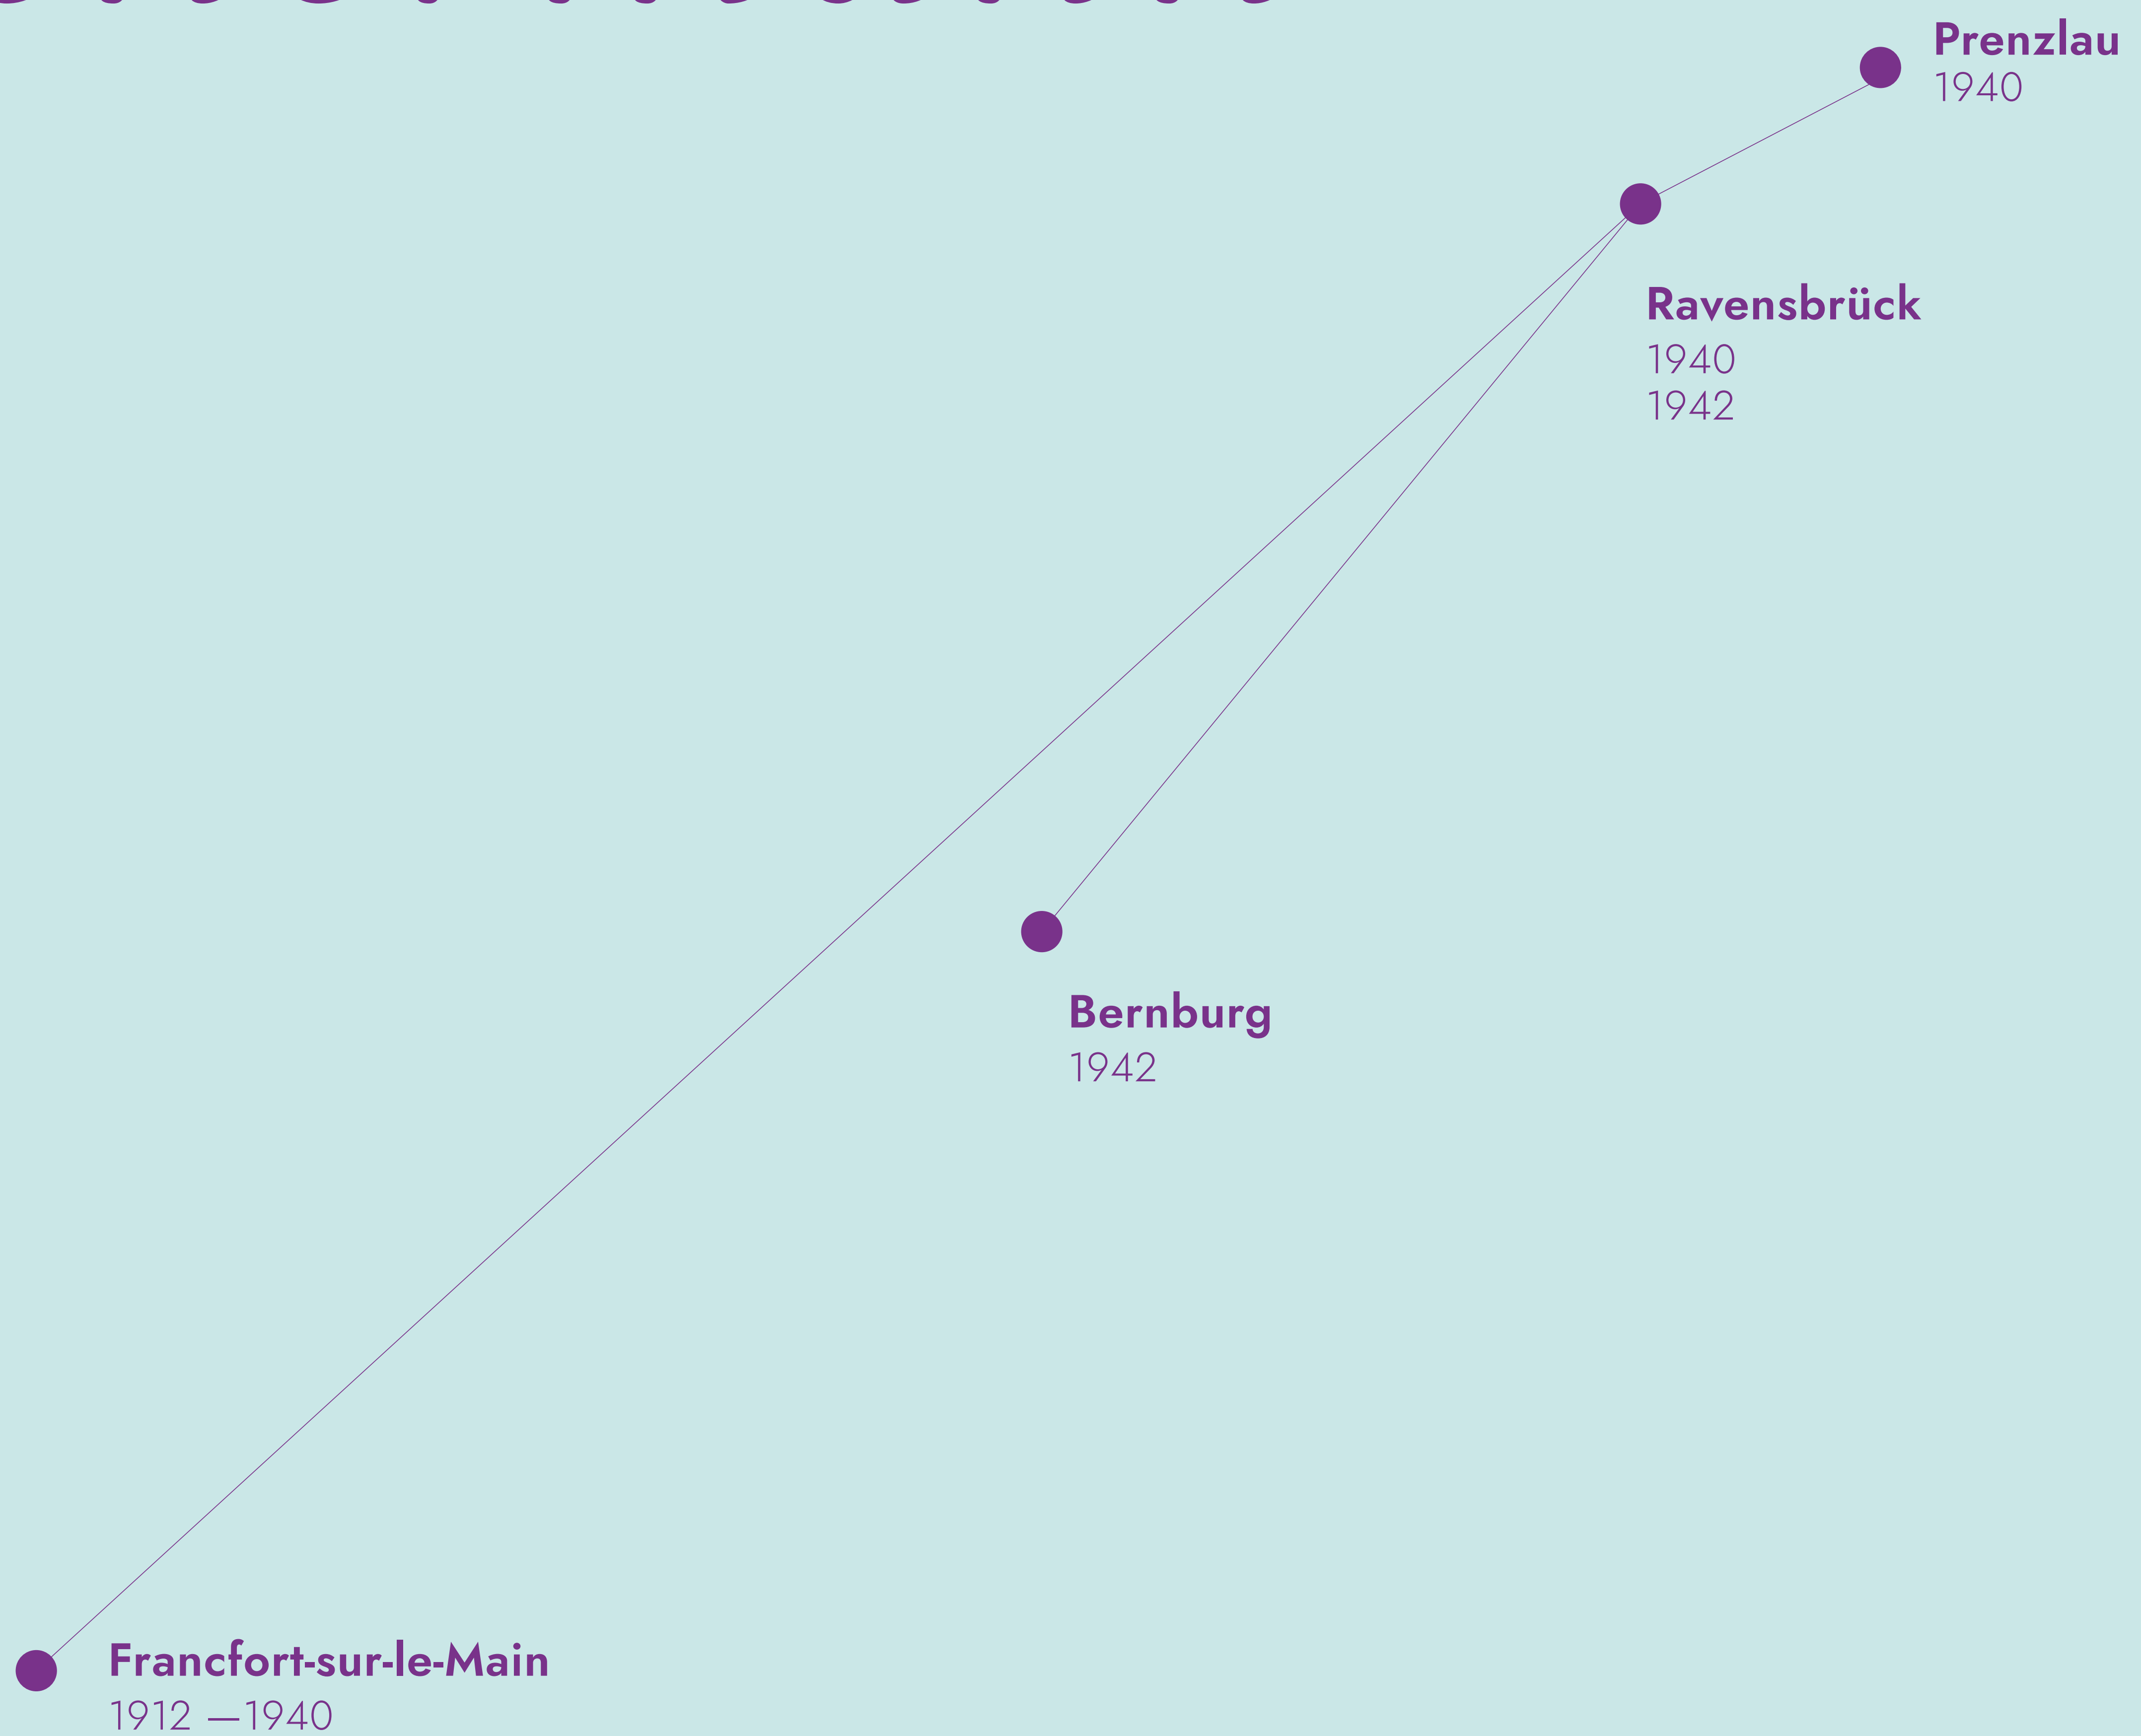 Prenzlau
1940
Ravensbrück
1940
1942
Bernburg
1942
Francfort-sur-le-Main
1912 —1940